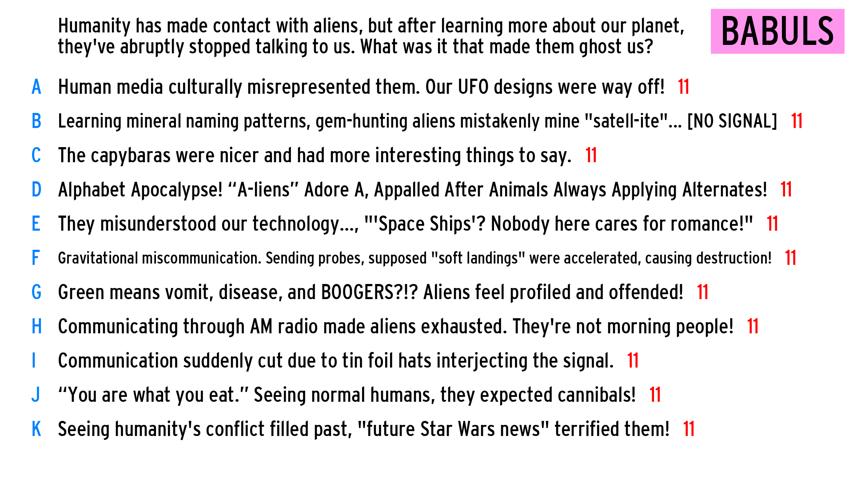 Humanity has made contact with aliens, but after learning more about our planet,
they've abruptly stopped talking to us. What was it that made them ghost us?
BABULS
A Human media culturally misrepresented them. Our UFO designs were way off! 11
B Learning mineral naming patterns, gem-hunting aliens mistakenly mine "satell-ite"... [NO SIGNAL] 11
C The capybaras were nicer and had more interesting things to say. 11
D Alphabet Apocalypse! “A-liens” Adore A, Appalled After Animals Always Applying Alternates! 11
E They misunderstood our technology..., "'Space Ships'? Nobody here cares for romance!" 11
F Gravitational miscommunication. Sending probes, supposed "soft landings" were accelerated, causing destruction! 11
G Green means vomit, disease, and BOOGERS?!? Aliens feel profiled and offended! 11
H Communicating through AM radio made aliens exhausted. They're not morning people! 11
I Communication suddenly cut due to tin foil hats interjecting the signal. 11
J “You are what you eat.” Seeing normal humans, they expected cannibals! 11
K Seeing humanity's conflict filled past, "future Star Wars news" terrified them! 11